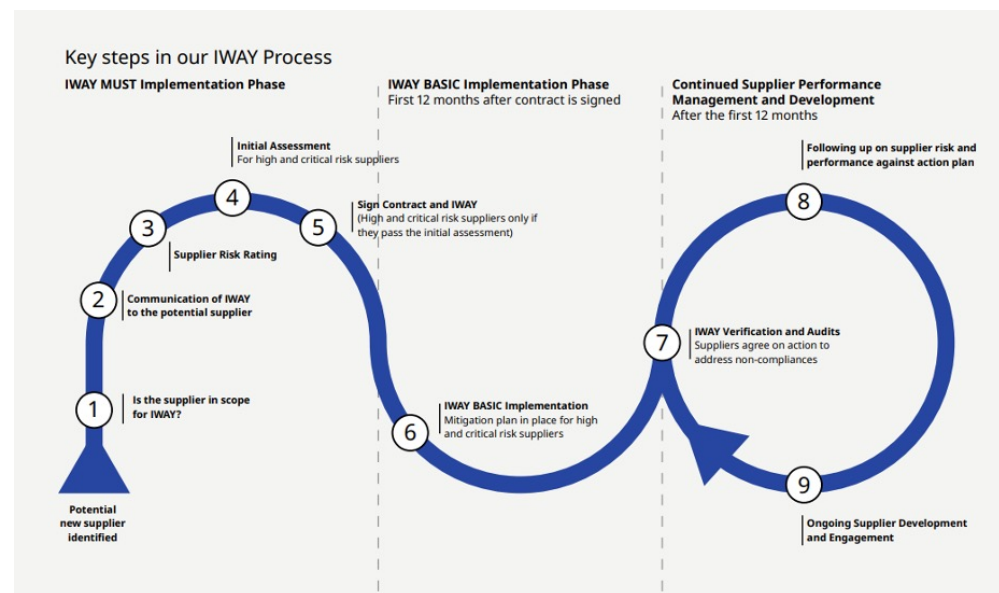 Key steps in our IWAY Process
IWAY MUST Implementation Phase
IWAY BASIC Implementation Phase
First 12 months after contract is signed
Continued Supplier Performance
Management and Development
After the first 12 months
Initial Assessment
For high and critical risk suppliers
Following up on supplier risk and
performance against action plan
4
8
3
5
Sign Contract and IWAY
(High and critical risk suppliers only if
they pass the initial assessment)
Supplier Risk Rating
2
Communication of IWAY
to the potential supplier
7
IWAY Verification and Audits
Suppliers agree on action to
address non-compliances
1
Is the supplier in scope
for IWAY?
6
IWAY BASIC Implementation
Mitigation plan in place for high
and critical risk suppliers
9
Potential
new supplier
identified
Ongoing Supplier Development
and Engagement